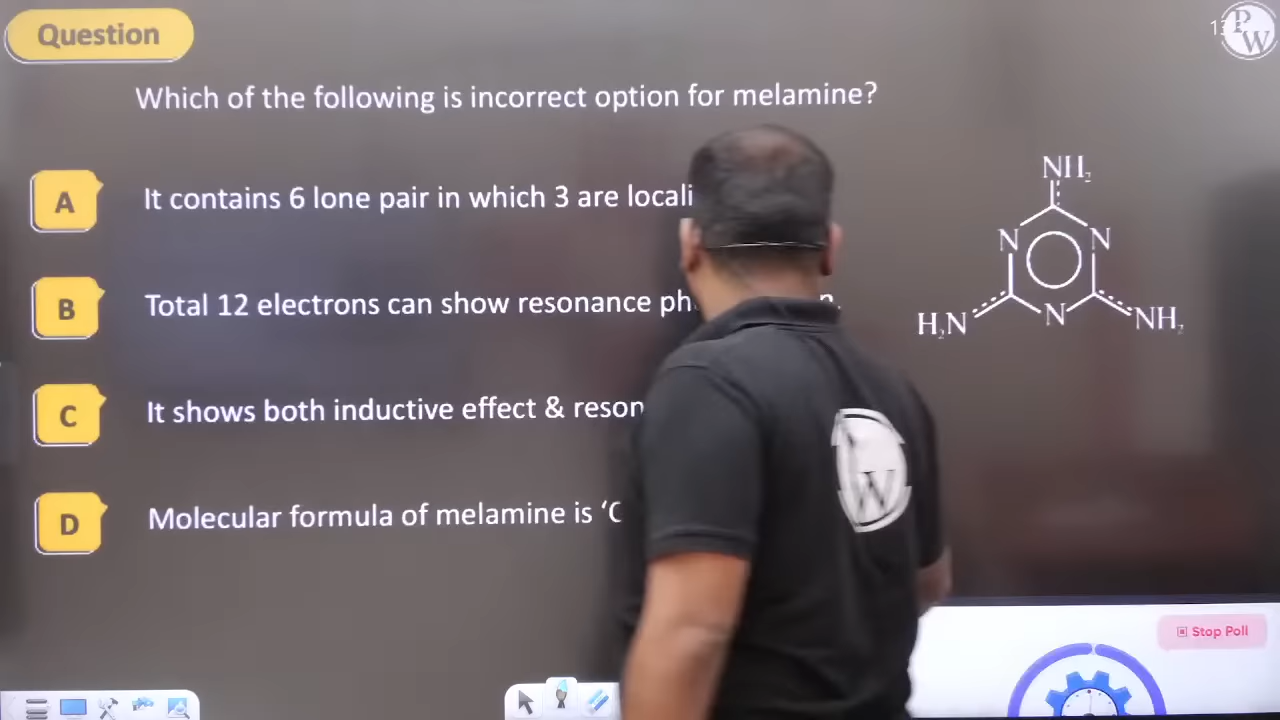 Question
Which of the following is incorrect option for melamine?
A
It contains 6 lone pair in which 3 are locali
B
Total 12 electrons can show resonance ph
C
It shows both inductive effect & reson
D
Molecular formula of melamine is ‘C
NH₂
N
N
N
H₂N
NH₂
PW
W
Stop Poll